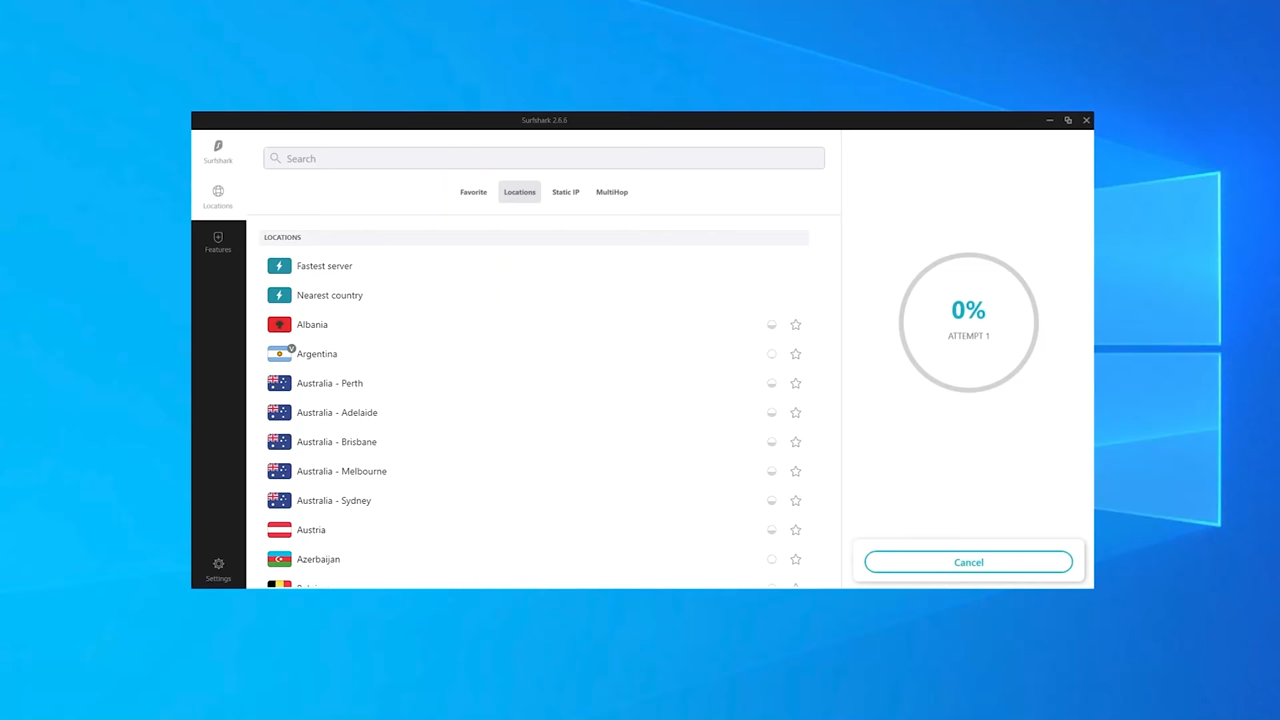 Surfshark 2.6.6
Surfshark
Locations
Features
Settings
Search
Favorite
Locations
Static IP
MultiHop
LOCATIONS
Fastest server
Nearest country
Albania
V
Argentina
Australia - Perth
Australia - Adelaide
Australia - Brisbane
Australia - Melbourne
Australia - Sydney
Austria
Azerbaijan
0%
ATTEMPT 1
Cancel